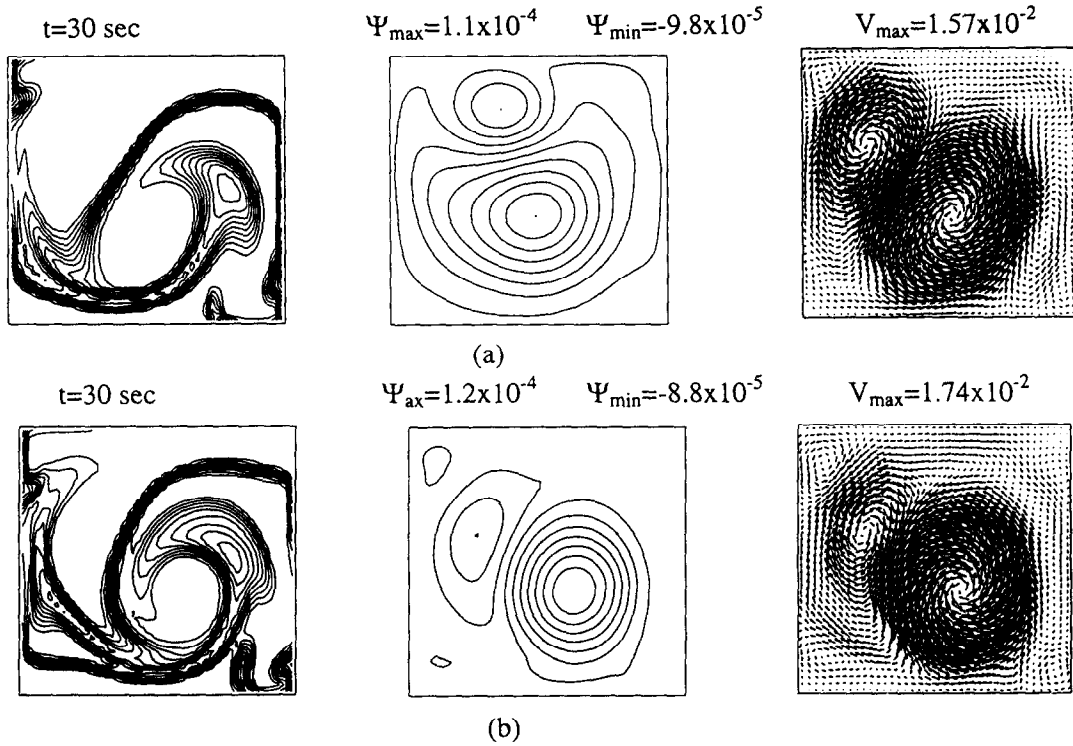 t=30 sec Ψmax=1.1x10^-4 Ψmin=-9.8x10^-5 Vmax=1.57x10^-2
(a)
t=30 sec Ψax=1.2x10^-4 Ψmin=-8.8x10^-5 Vmax=1.74x10^-2
(b)